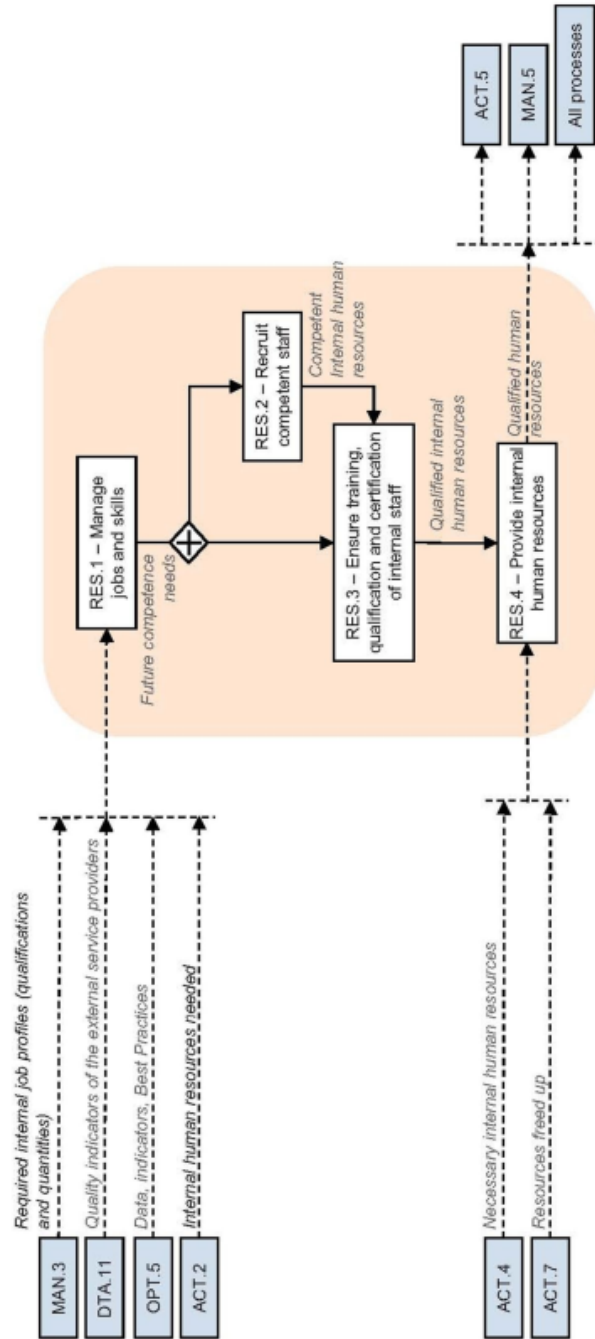 MAN.3
Required internal job profiles (qualifications
and quantities)
DTA.11
Quality indicators of the external service providers
OPT.5
Data, indicators, Best Practices
ACT.2
Internal human resources needed
ACT.4
Necessary internal human resources
ACT.7
Resources freed up
RES.1 – Manage
jobs and skills
Future competence
needs
RES.2 – Recruit
competent staff
Competent
Internal human
resources
RES.3 – Ensure training,
qualification and certification
of internal staff
Qualified internal
human resources
RES.4 – Provide internal
human resources
Qualified human
resources
ACT.5
MAN.5
All processes